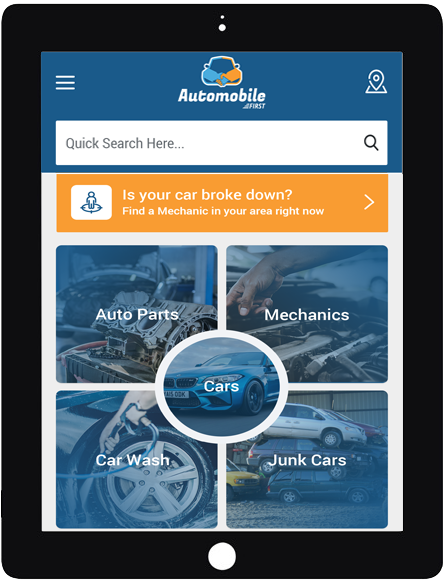 Automobile
FIRST
Quick Search Here...
Is your car broke down?
Find a Mechanic in your area right now
Auto Parts
Mechanics
Cars
Car Wash
Junk Cars